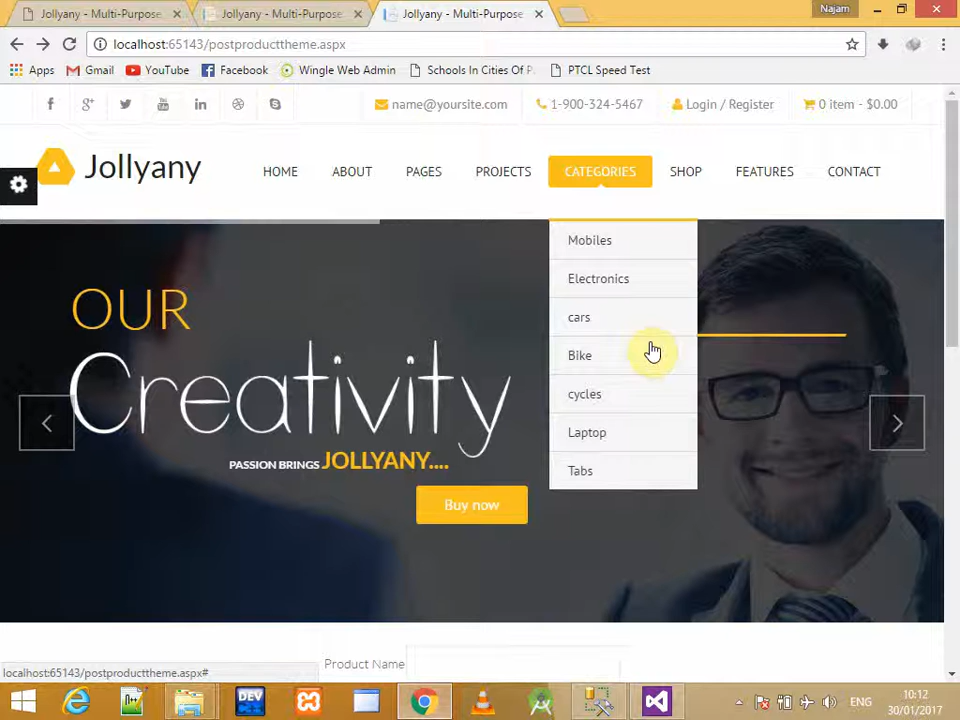 Jollyany - Multi-Purpose
Jollyany - Multi-Purpose
Jollyany - Multi-Purpose
Najam
localhost:65143/postproducttheme.aspx
Apps
Gmail
YouTube
Facebook
Wingle Web Admin
Schools In Cities Of P
PTCL Speed Test
name@yoursite.com
1-900-324-5467
Login / Register
0 item - $0.00
Jollyany
HOME
ABOUT
PAGES
PROJECTS
CATEGORIES
SHOP
FEATURES
CONTACT
Mobiles
Electronics
cars
Bike
cycles
Laptop
Tabs
OUR
Creativity
PASSION BRINGS JOLLYANY....
Buy now
Product Name
localhost:65143/postproducttheme.aspx#
DEV
ENG
10:12
30/01/2017